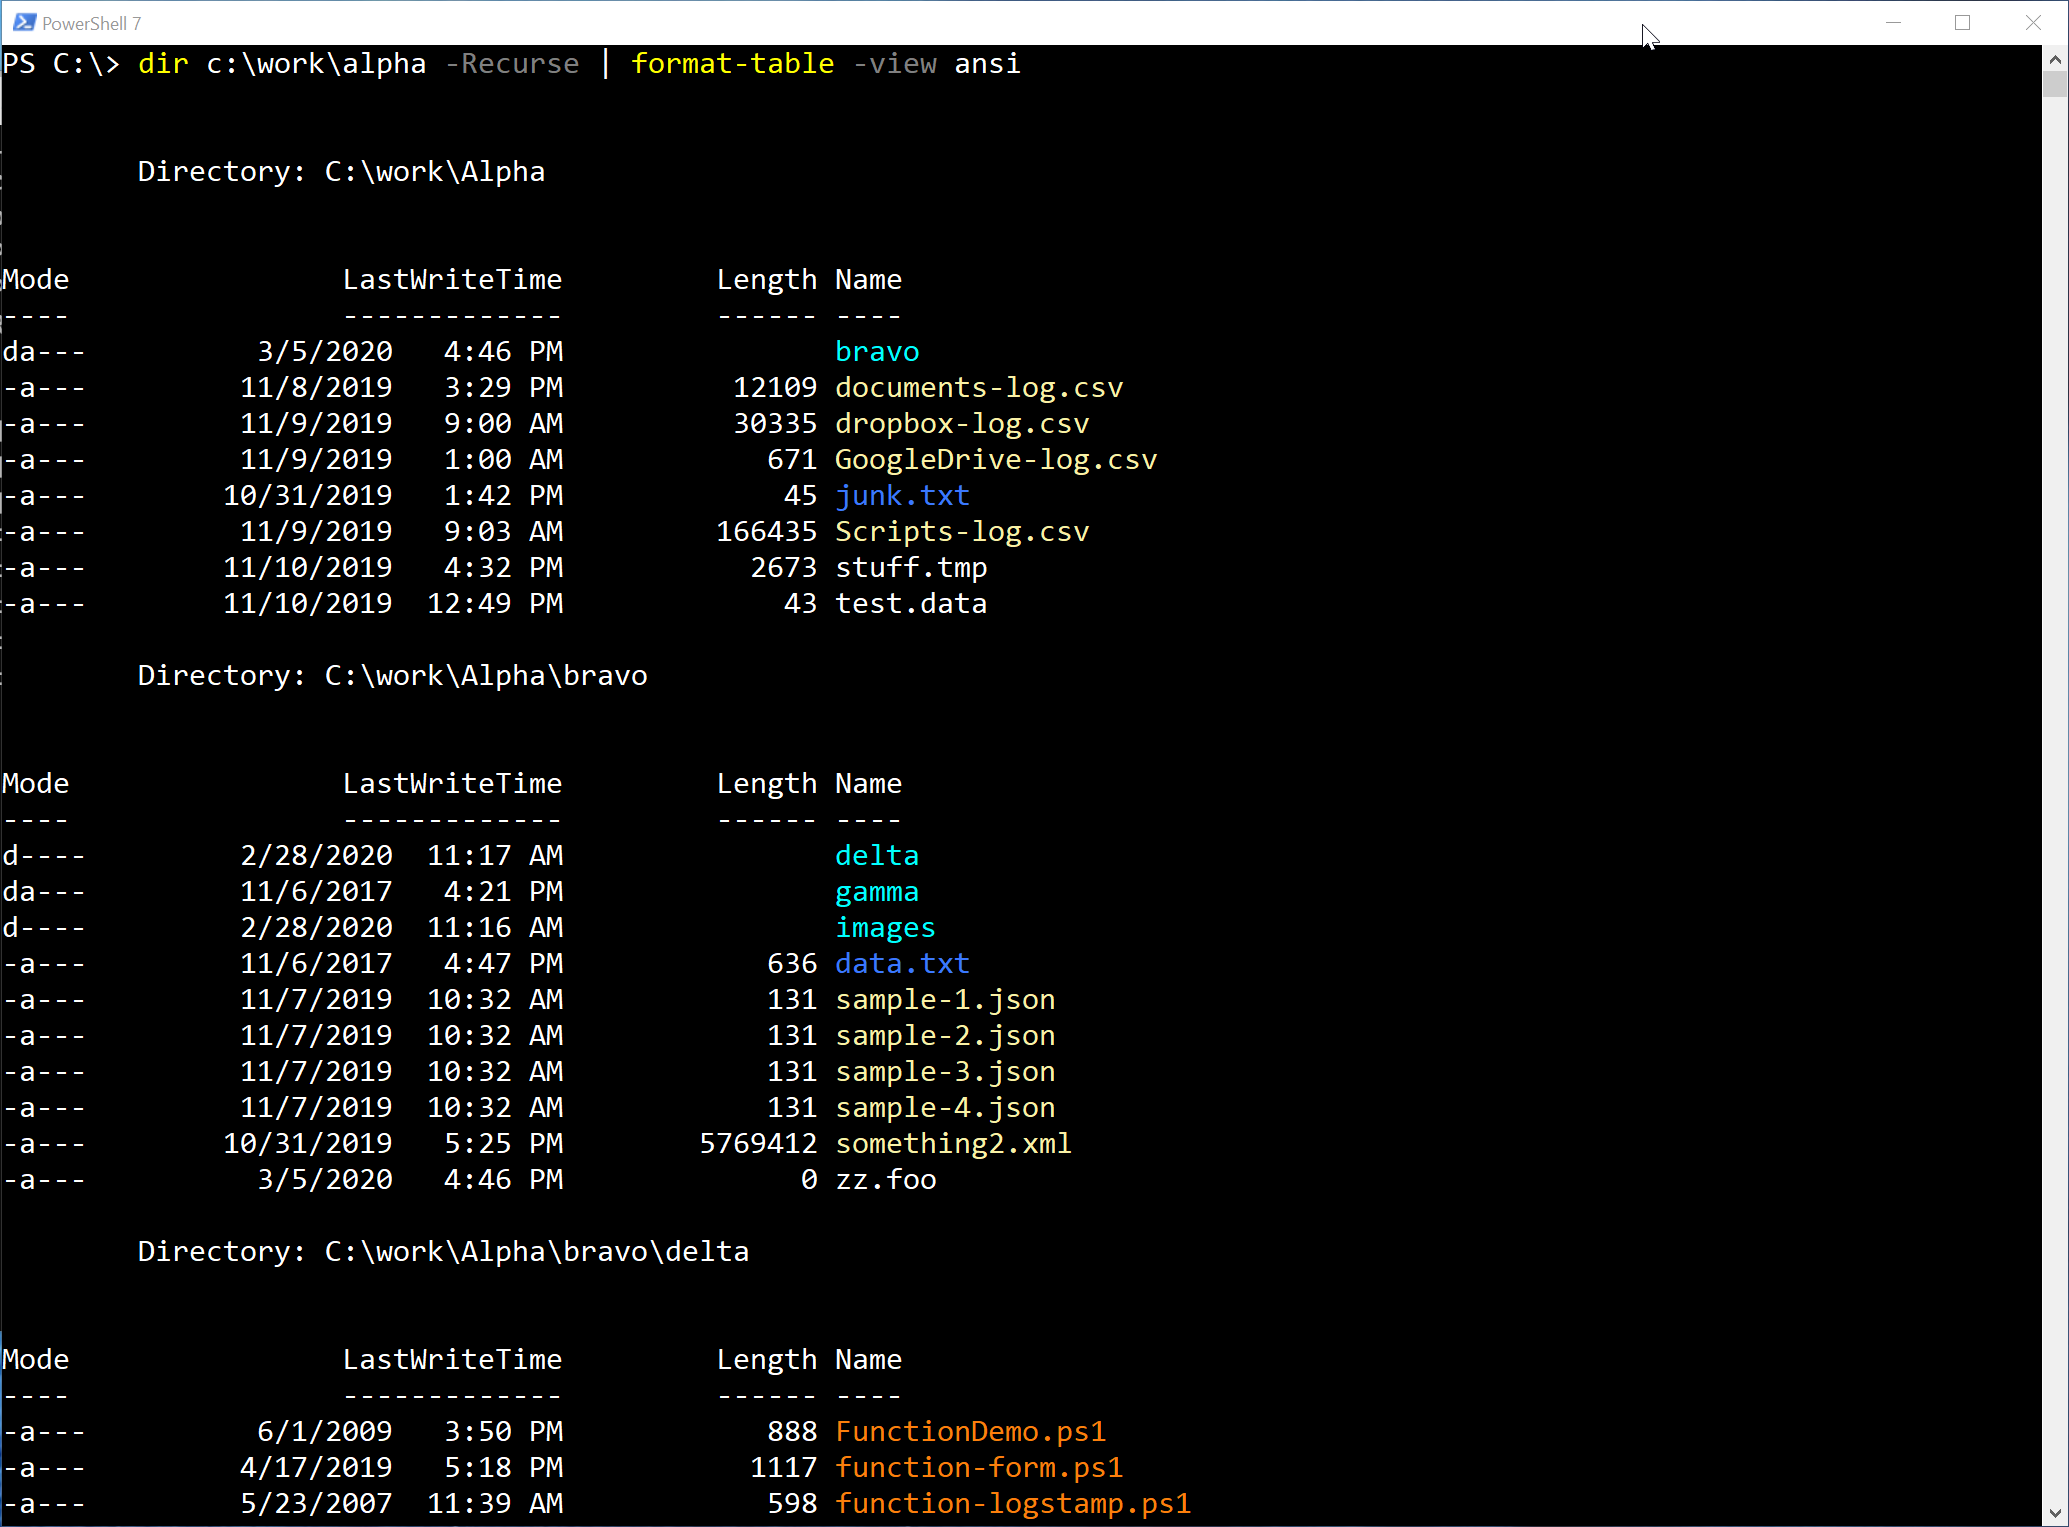 PowerShell 7
PS C:\> dir c:\work\alpha -Recurse | format-table -view ansi
Directory: C:\work\Alpha
Mode LastWriteTime Length Name
---- ------------- ------ ----
da--- 3/5/2020 4:46 PM bravo
-a--- 11/8/2019 3:29 PM 12109 documents-log.csv
-a--- 11/9/2019 9:00 AM 30335 dropbox-log.csv
-a--- 11/9/2019 1:00 AM 671 GoogleDrive-log.csv
-a--- 10/31/2019 1:42 PM 45 junk.txt
-a--- 11/9/2019 9:03 AM 166435 Scripts-log.csv
-a--- 11/10/2019 4:32 PM 2673 stuff.tmp
-a--- 11/10/2019 12:49 PM 43 test.data
Directory: C:\work\Alpha\bravo
Mode LastWriteTime Length Name
---- ------------- ------ ----
d---- 2/28/2020 11:17 AM delta
da--- 11/6/2017 4:21 PM gamma
d---- 2/28/2020 11:16 AM images
-a--- 11/6/2017 4:47 PM 636 data.txt
-a--- 11/7/2019 10:32 AM 131 sample-1.json
-a--- 11/7/2019 10:32 AM 131 sample-2.json
-a--- 11/7/2019 10:32 AM 131 sample-3.json
-a--- 11/7/2019 10:32 AM 131 sample-4.json
-a--- 10/31/2019 5:25 PM 5769412 something2.xml
-a--- 3/5/2020 4:46 PM 0 zz.foo
Directory: C:\work\Alpha\bravo\delta
Mode LastWriteTime Length Name
---- ------------- ------ ----
-a--- 6/1/2009 3:50 PM 888 FunctionDemo.ps1
-a--- 4/17/2019 5:18 PM 1117 function-form.ps1
-a--- 5/23/2007 11:39 AM 598 function-logstamp.ps1